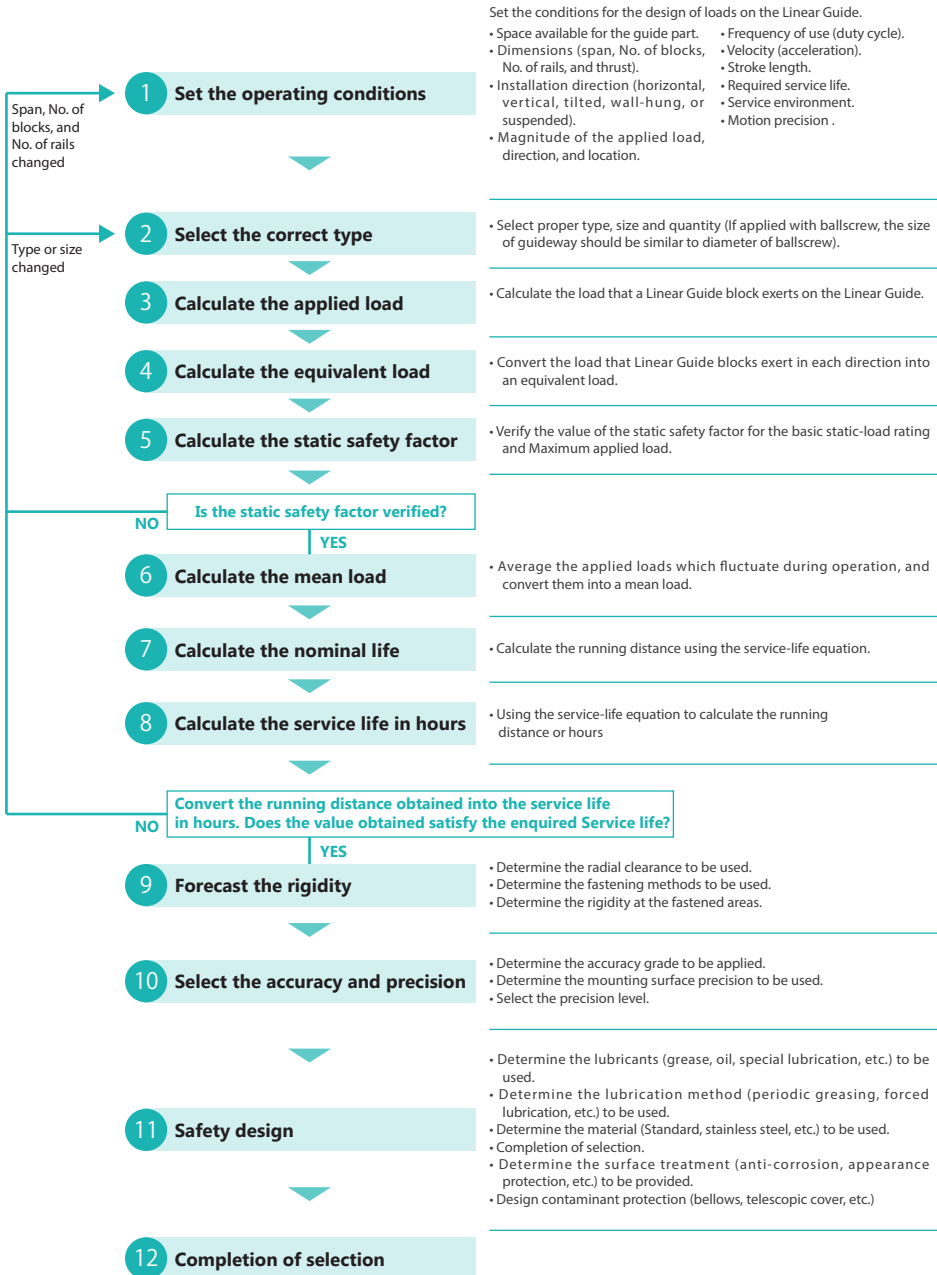 Set the conditions for the design of loads on the Linear Guide.
• Space available for the guide part.
• Dimensions (span, No. of blocks,
No. of rails, and thrust).
• Installation direction (horizontal,
vertical, tilted, wall-hung, or
suspended).
• Magnitude of the applied load,
direction, and location.
• Frequency of use (duty cycle).
• Velocity (acceleration).
• Stroke length.
• Required service life.
• Service environment.
• Motion precision .
1 Set the operating conditions
Span, No. of
blocks, and
No. of rails
changed
2 Select the correct type
• Select proper type, size and quantity (If applied with ballscrew, the size
of guideway should be similar to diameter of ballscrew).
Type or size
changed
3 Calculate the applied load
• Calculate the load that a Linear Guide block exerts on the Linear Guide.
4 Calculate the equivalent load
• Convert the load that Linear Guide blocks exert in each direction into
an equivalent load.
5 Calculate the static safety factor
• Verify the value of the static safety factor for the basic static-load rating
and Maximum applied load.
Is the static safety factor verified?
NO
YES
6 Calculate the mean load
• Average the applied loads which fluctuate during operation, and
convert them into a mean load.
7 Calculate the nominal life
• Calculate the running distance using the service-life equation.
8 Calculate the service life in hours
• Using the service-life equation to calculate the running
distance or hours
Convert the running distance obtained into the service life
in hours. Does the value obtained satisfy the enquired Service life?
NO
YES
9 Forecast the rigidity
• Determine the radial clearance to be used.
• Determine the fastening methods to be used.
• Determine the rigidity at the fastened areas.
10 Select the accuracy and precision
• Determine the accuracy grade to be applied.
• Determine the mounting surface precision to be used.
• Select the precision level.
11 Safety design
• Determine the lubricants (grease, oil, special lubrication, etc.) to be
used.
• Determine the lubrication method (periodic greasing, forced
lubrication, etc.) to be used.
• Determine the material (Standard, stainless steel, etc.) to be used.
• Completion of selection.
• Determine the surface treatment (anti-corrosion, appearance
protection, etc.) to be provided.
• Design contaminant protection (bellows, telescopic cover, etc.)
12 Completion of selection